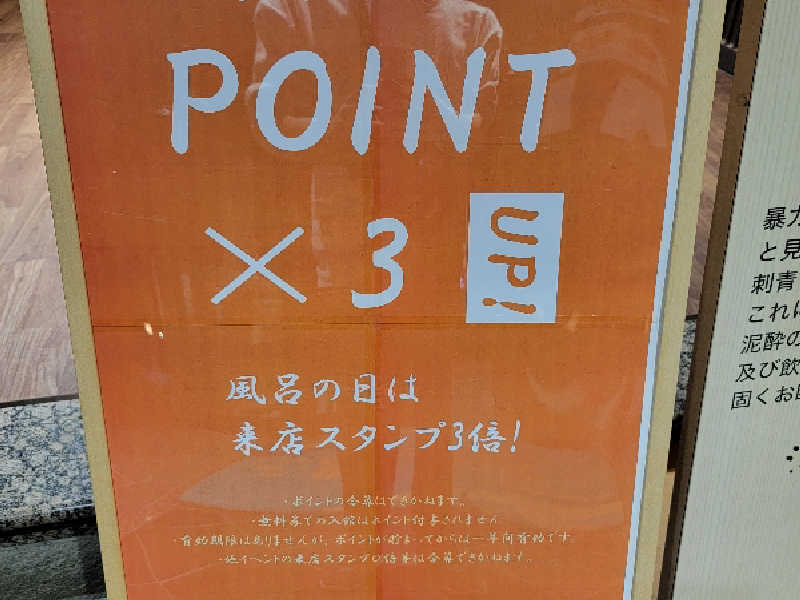 POINT
×3 UP!
風呂の日は
来店スタンプ3倍!
・ポイントの合算はできかねます。
・無料券での入館はポイント付与されません
・有効期限はありませんが、ポイントが貯まってからは一年間有効です。
・他イベントの来店スタンプ〇倍等は合算できかねます。
暴力
と見
刺青
これに
泥酔の
及び飲
固くお